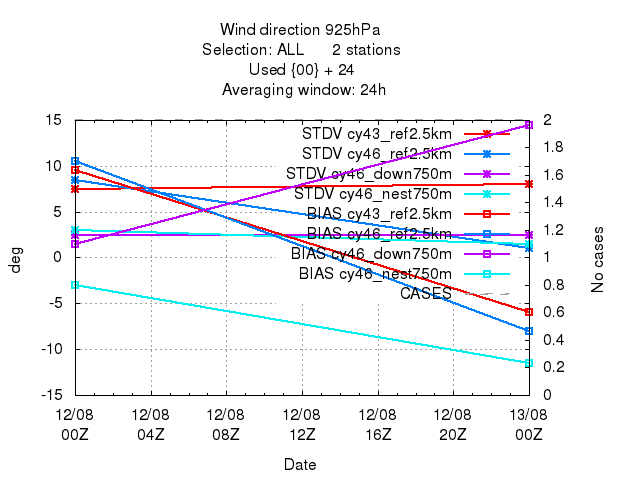 Wind direction 925hPa
Selection: ALL 2 stations
Used {00} + 24
Averaging window: 24h
15
10
5
0
-5
-10
-15
deg
2
1.8
1.6
1.4
1.2
1
0.8
0.6
0.4
0.2
0
No cases
STDV cy43_ref2.5km
STDV cy46_ref2.5km
STDV cy46_down750m
STDV cy46_nest750m
BIAS cy43_ref2.5km
BIAS cy46_ref2.5km
BIAS cy46_down750m
BIAS cy46_nest750m
CASES
12/08 12/08 12/08 12/08 12/08 12/08 13/08
00Z 04Z 08Z 12Z 16Z 20Z 00Z
Date